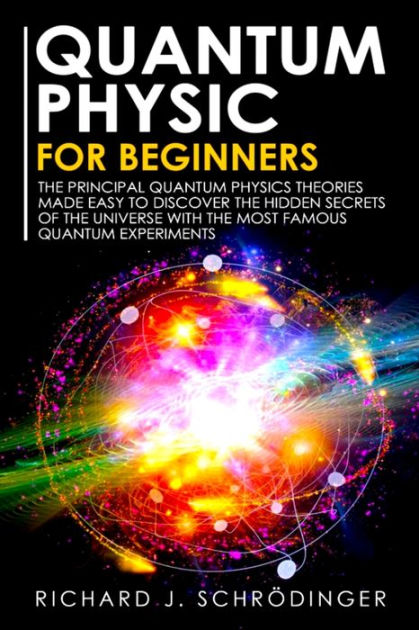 QUANTUM
PHYSIC
FOR BEGINNERS
THE PRINCIPAL QUANTUM PHYSICS THEORIES
MADE EASY TO DISCOVER THE HIDDEN SECRETS
OF THE UNIVERSE WITH THE MOST FAMOUS
QUANTUM EXPERIMENTS
RICHARD J. SCHRÖDINGER